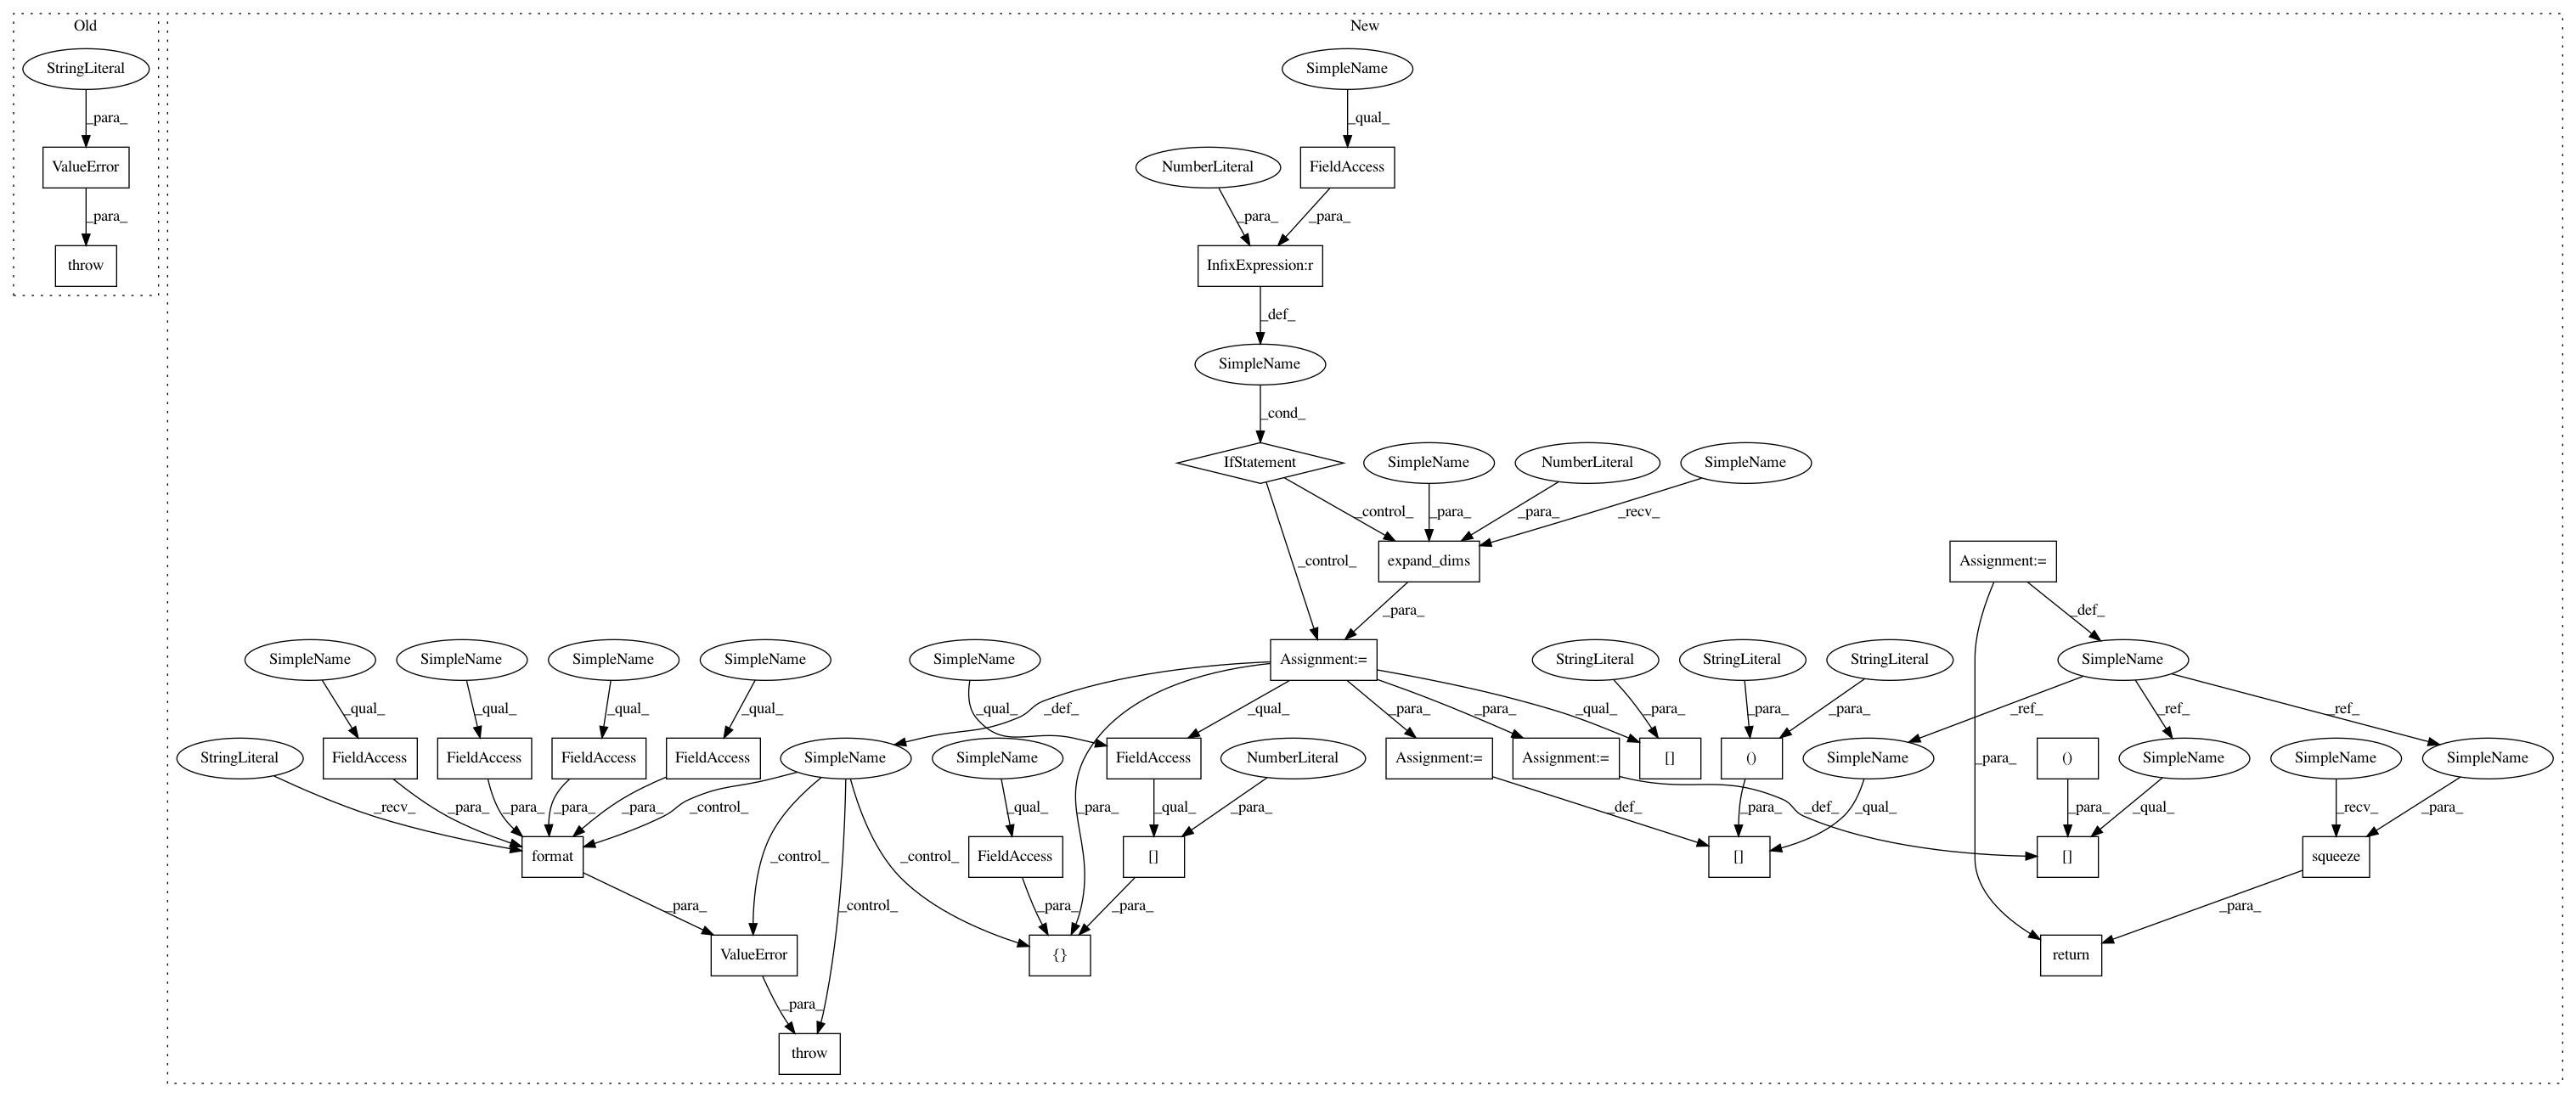 Old
New
StringLiteral
SimpleName
_para_
_qual_
ValueError
NumberLiteral
FieldAccess
_para_
_para_
_para_
throw
InfixExpression:r
_def_
SimpleName
_cond_
IfStatement
SimpleName
NumberLiteral
SimpleName
_control_
_para_
_para_
_recv_
_control_
expand_dims
Assignment:=
_para_
_def_
SimpleName
SimpleName
SimpleName
SimpleName
SimpleName
Assignment:=
StringLiteral
StringLiteral
StringLiteral
SimpleName
_qual_
_qual_
_qual_
_qual_
_qual_
_def_
_qual_
_para_
_para_
_qual_
_para_
_para_
_para_
_ref_
_ref_
_ref_
StringLiteral
FieldAccess
FieldAccess
FieldAccess
FieldAccess
SimpleName
SimpleName
FieldAccess
NumberLiteral
Assignment:=
Assignment:=
[]
()
SimpleName
()
SimpleName
SimpleName
SimpleName
_recv_
_para_
_para_
_para_
_para_
_control_
_qual_
_para_
_qual_
_para_
_def_
_para_
_def_
_qual_
_para_
_para_
_qual_
_recv_
_para_
format
_control_
_control_
FieldAccess
[]
[]
[]
squeeze
_para_
_control_
_para_
_para_
_para_
ValueError
{}
return
_para_
throw